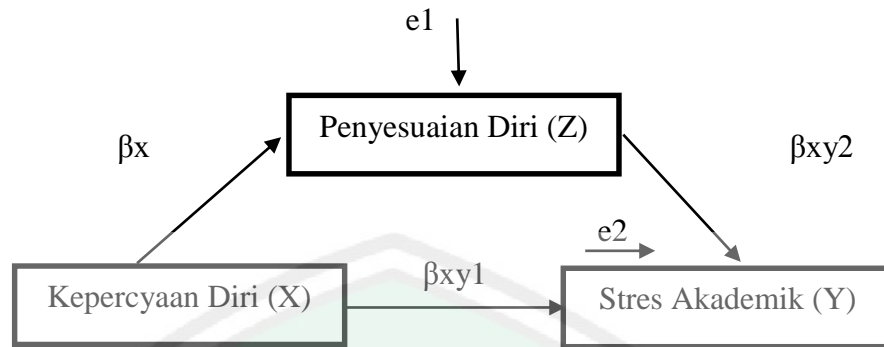 e1
Penyesuaian Diri (Z)
βx
βxy2
e2
Kepercyaan Diri (X)
βxy1
Stres Akademik (Y)